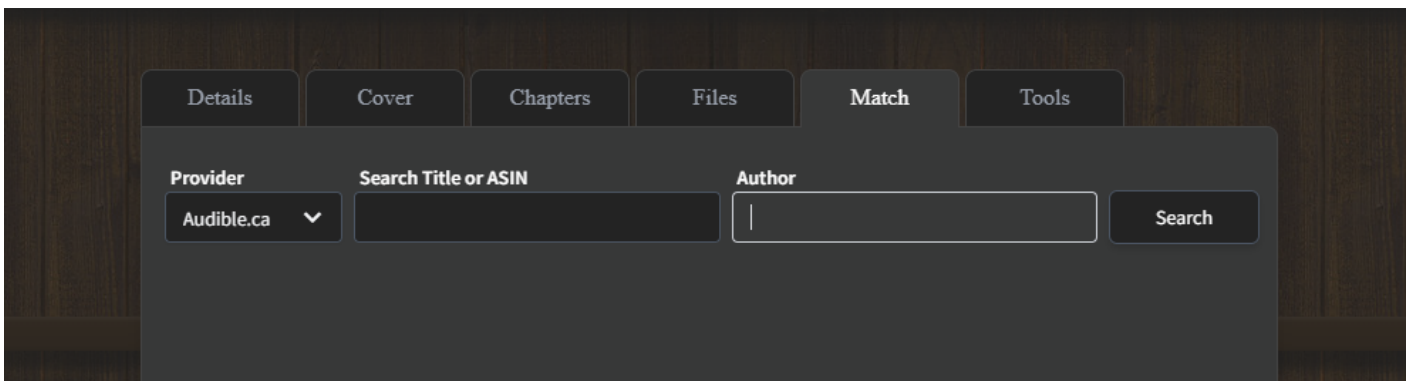 Details Cover Chapters Files Match Tools
Provider Search Title or ASIN Author
Audible.ca Search